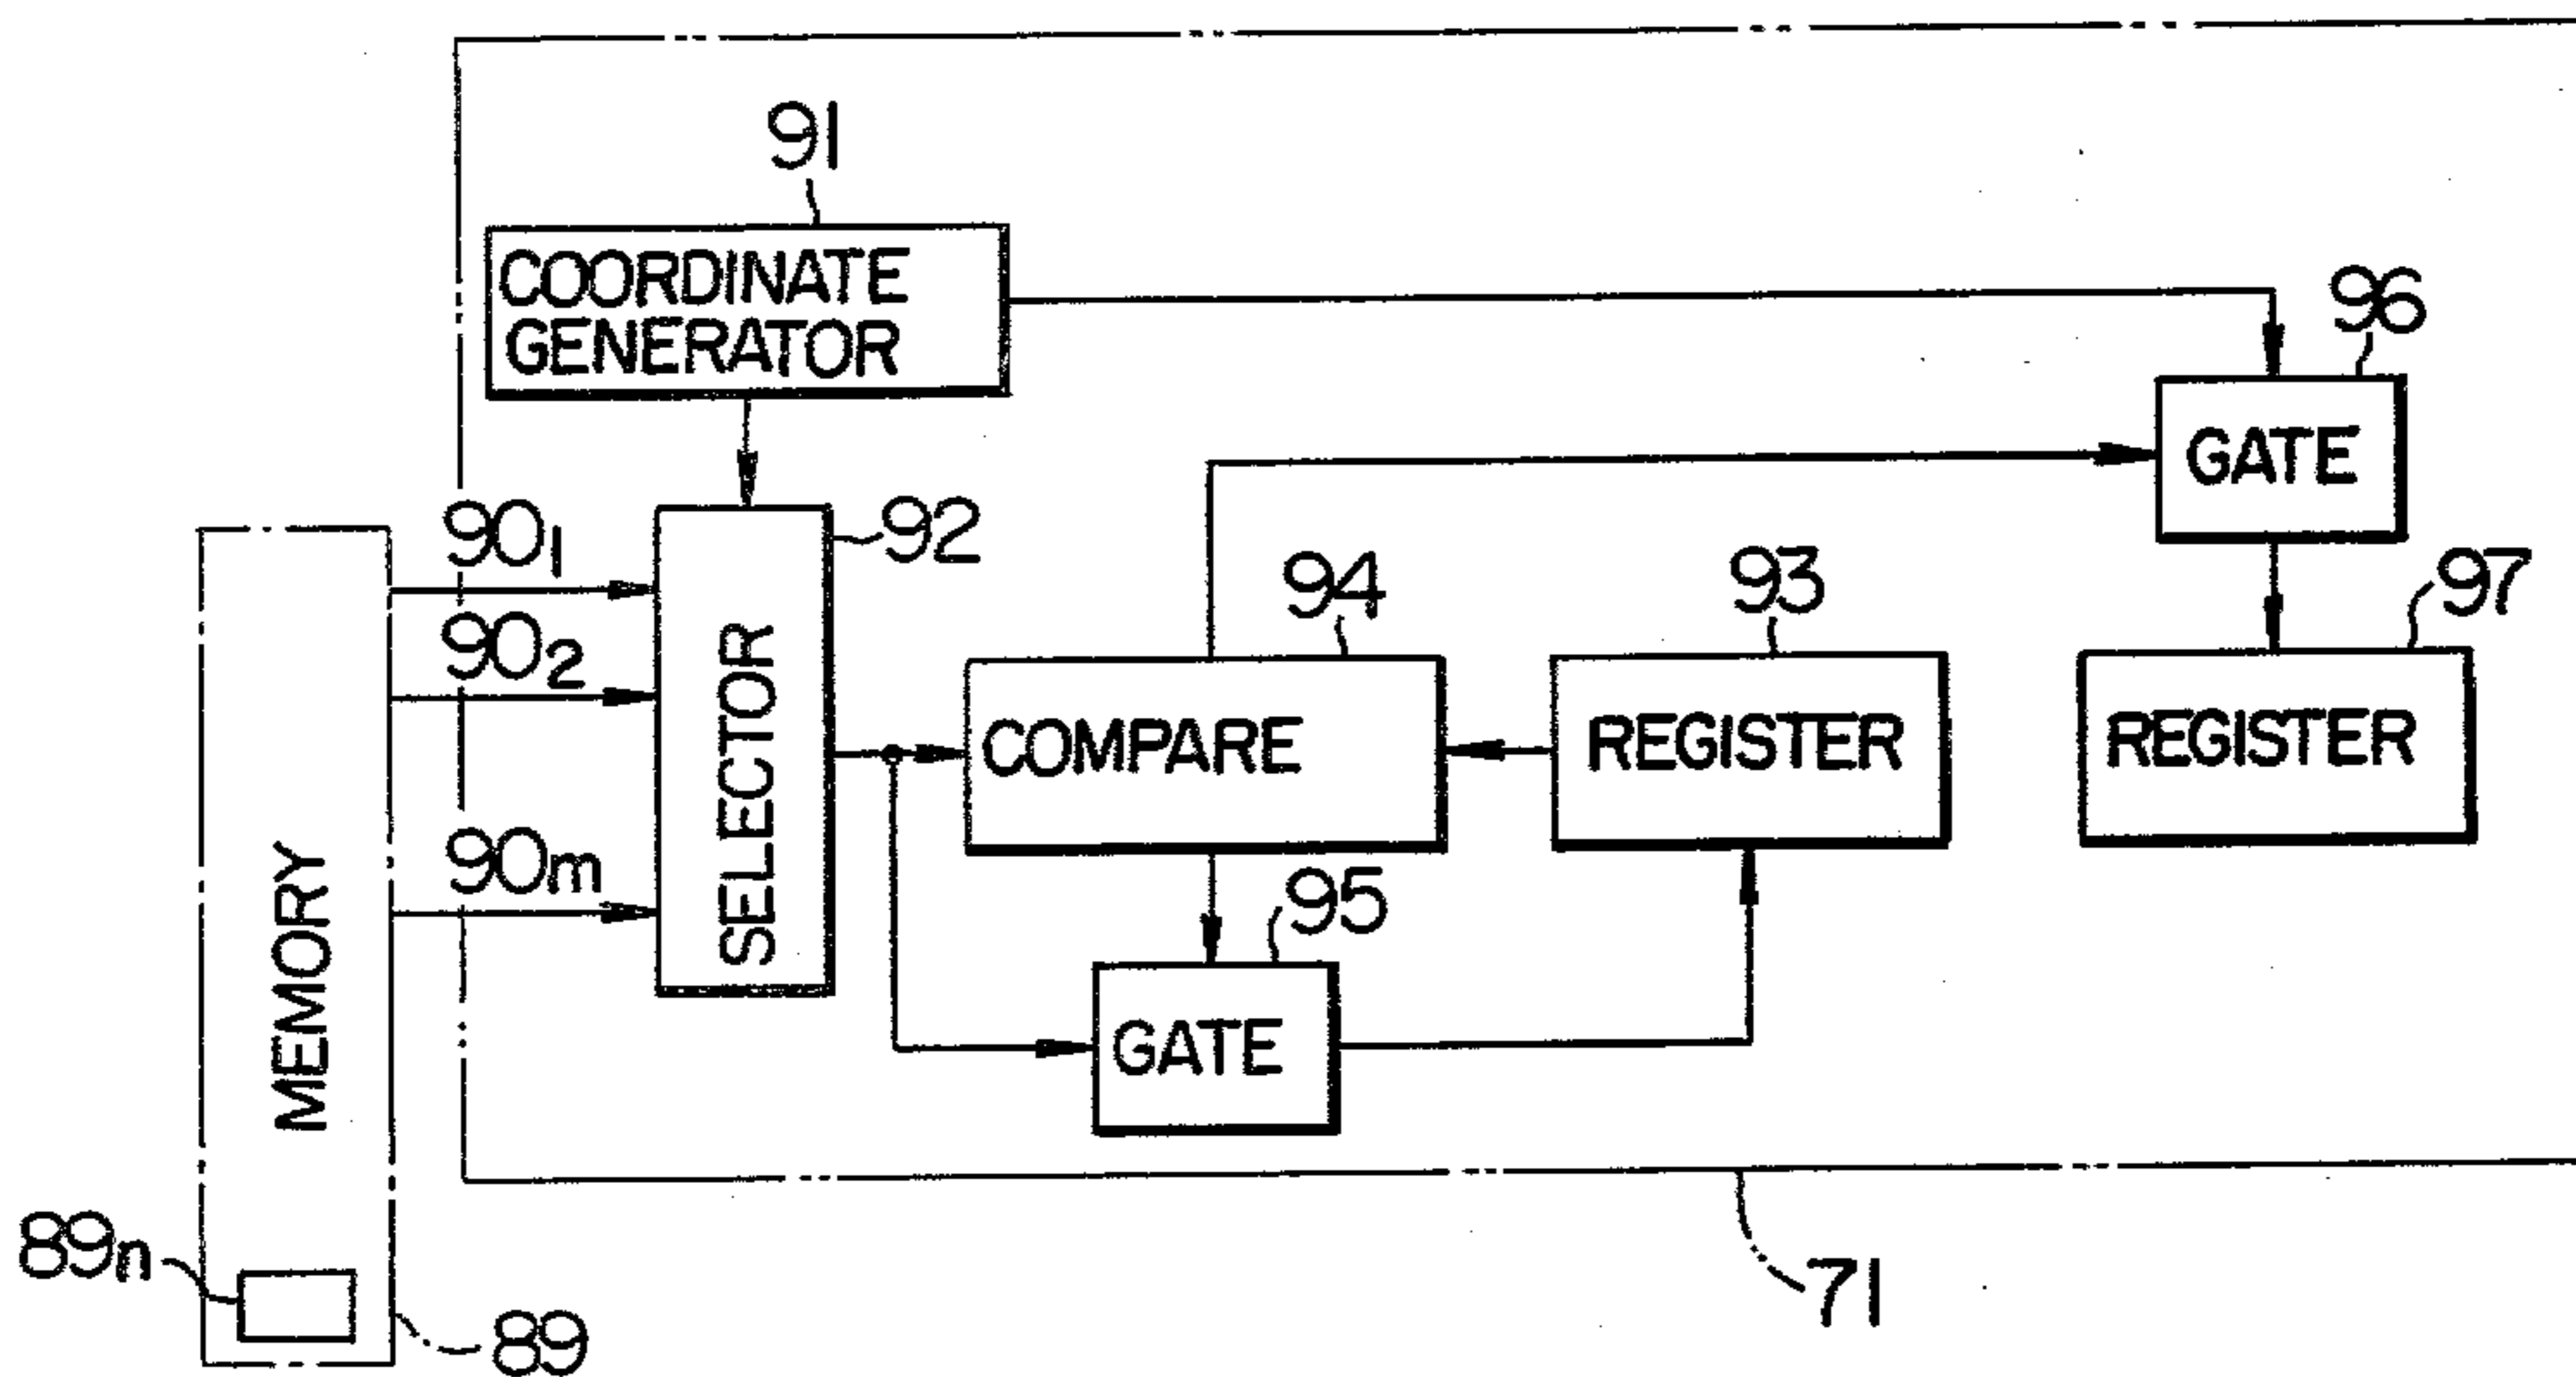 91
COORDINATE
GENERATOR
96
GATE
90₁
92
90₂
94
93
97
SELECTOR
COMPARE
REGISTER
REGISTER
90m
MEMORY
95
GATE
89n
71
89